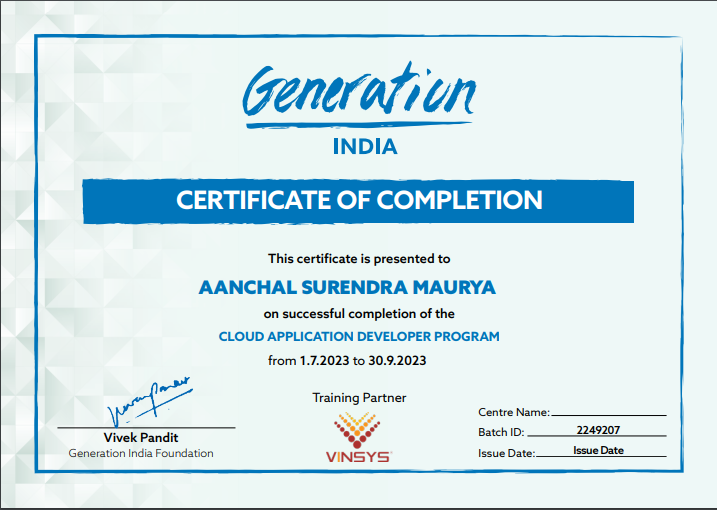 Generation
INDIA
CERTIFICATE OF COMPLETION
This certificate is presented to
AANCHAL SURENDRA MAURYA
on successful completion of the
CLOUD APPLICATION DEVELOPER PROGRAM
from 1.7.2023 to 30.9.2023
Vivek Pandit
Generation India Foundation
Training Partner
VINSYS
Centre Name:
Batch ID: 2249207
Issue Date: Issue Date